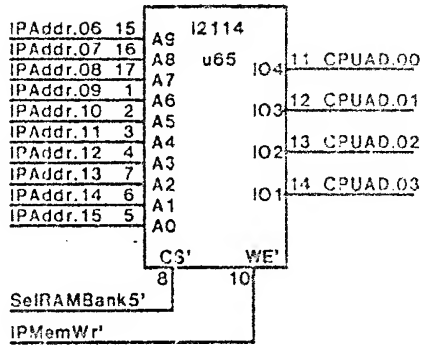 IPAddr.06 15 A9 i2114
IPAddr.07 16 A8 u65 IO4 11 CPUAD.00
IPAddr.08 17 A7
IPAddr.09 1 A6 IO3 12 CPUAD.01
IPAddr.10 2 A5
IPAddr.11 3 A4 IO2 13 CPUAD.02
IPAddr.12 4 A3
IPAddr.13 7 A2 IO1 14 CPUAD.03
IPAddr.14 6 A1
IPAddr.15 5 A0
CS' WE'
8 10
SelRAMBank5'
IPMemWr'